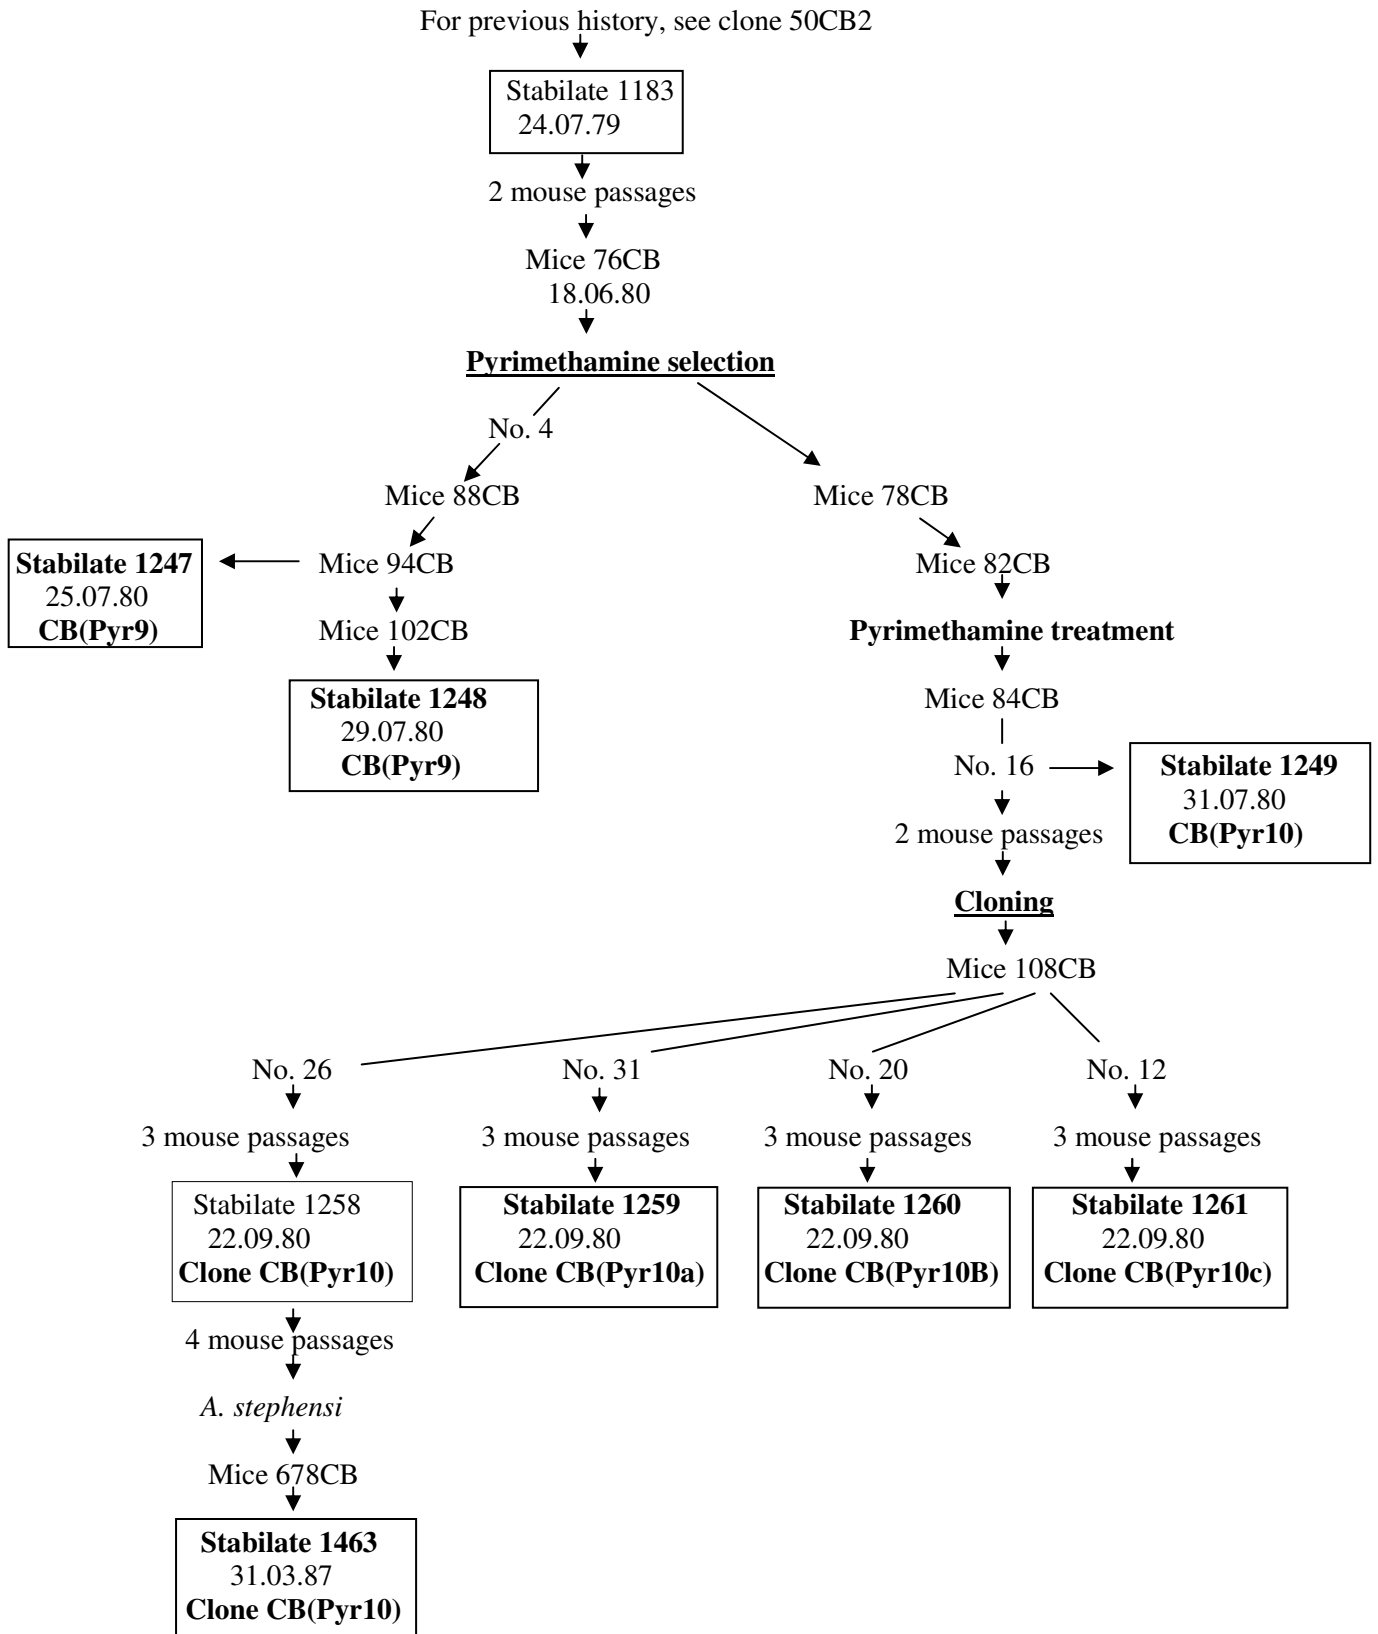 For previous history, see clone 50CB2
Stabilate 1183
24.07.79
2 mouse passages
Mice 76CB
18.06.80
Pyrimethamine selection
No. 4
Mice 88CB
Mice 78CB
Stabilate 1247
25.07.80
CB(Pyr9)
Mice 94CB
Mice 82CB
Mice 102CB
Pyrimethamine treatment
Stabilate 1248
29.07.80
CB(Pyr9)
Mice 84CB
No. 16
Stabilate 1249
31.07.80
CB(Pyr10)
2 mouse passages
Cloning
Mice 108CB
No. 26
No. 31
No. 20
No. 12
3 mouse passages
3 mouse passages
3 mouse passages
3 mouse passages
Stabilate 1258
22.09.80
Clone CB(Pyr10)
Stabilate 1259
22.09.80
Clone CB(Pyr10a)
Stabilate 1260
22.09.80
Clone CB(Pyr10B)
Stabilate 1261
22.09.80
Clone CB(Pyr10c)
4 mouse passages
A. stephensi
Mice 678CB
Stabilate 1463
31.03.87
Clone CB(Pyr10)